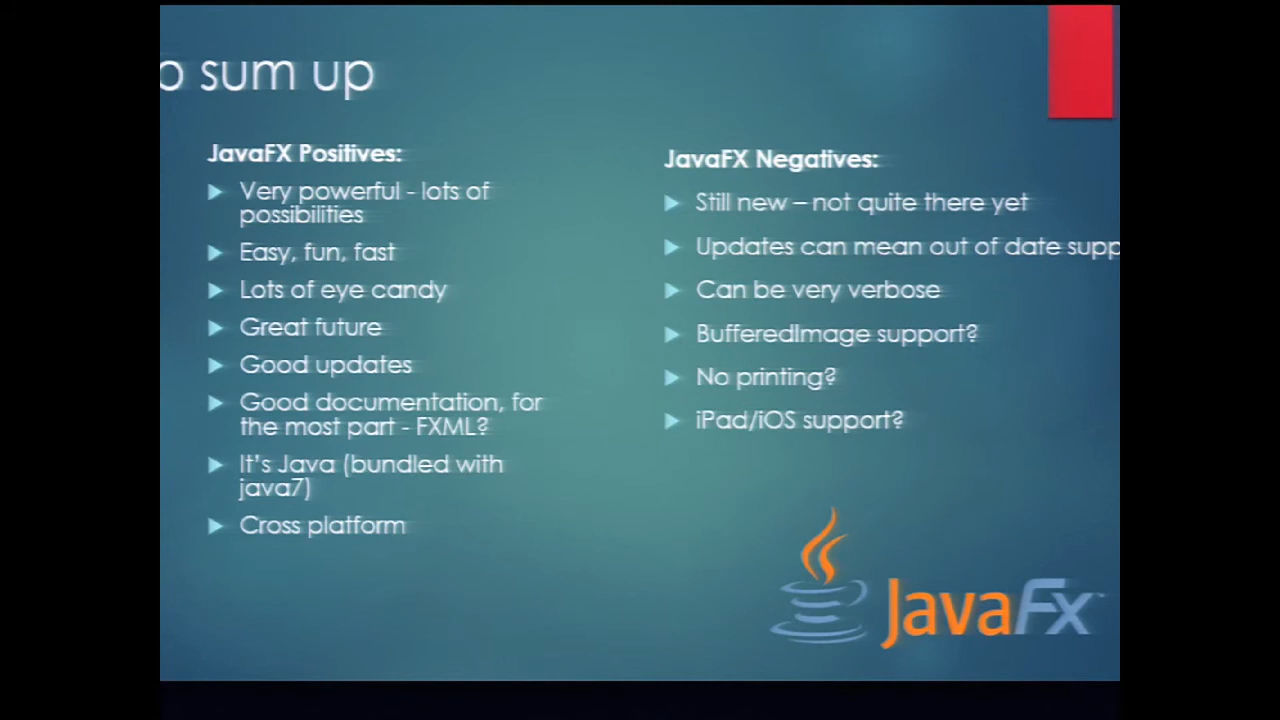 sum up
JavaFX Positives:
Very powerful - lots of
possibilities
Easy, fun, fast
Lots of eye candy
Great future
Good updates
Good documentation, for
the most part - FXML?
It's Java (bundled with
java7)
Cross platform
JavaFX Negatives:
Still new – not quite there yet
Updates can mean out of date supp
Can be very verbose
BufferedImage support?
No printing?
iPad/iOS support?
JavaFx